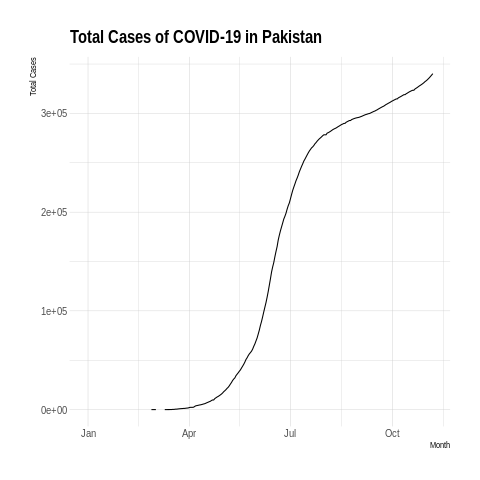 Total Cases of COVID-19 in Pakistan
Total Cases
3e+05
2e+05
1e+05
0e+00
Jan Apr Jul Oct
Month